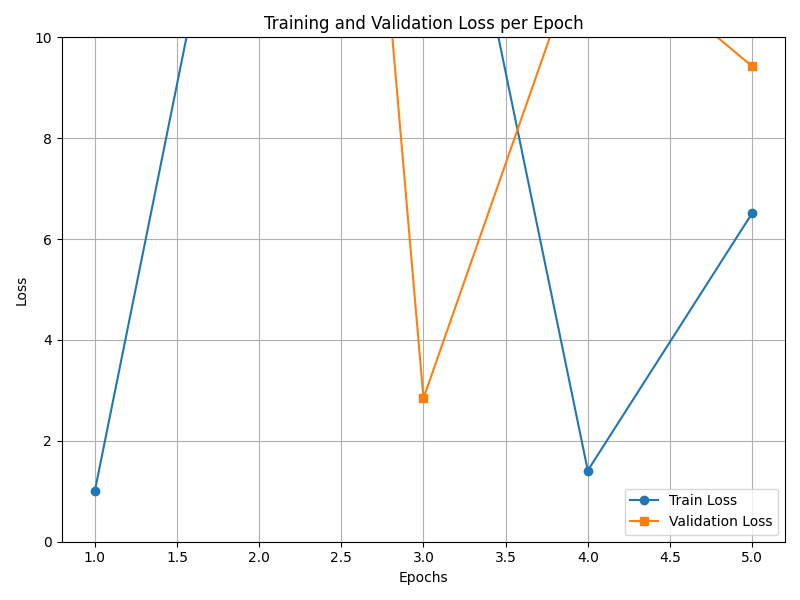 Training and Validation Loss per Epoch
10
8
6
4
2
0
Loss
1.0 1.5 2.0 2.5 3.0 3.5 4.0 4.5 5.0
Epochs
Train Loss
Validation Loss